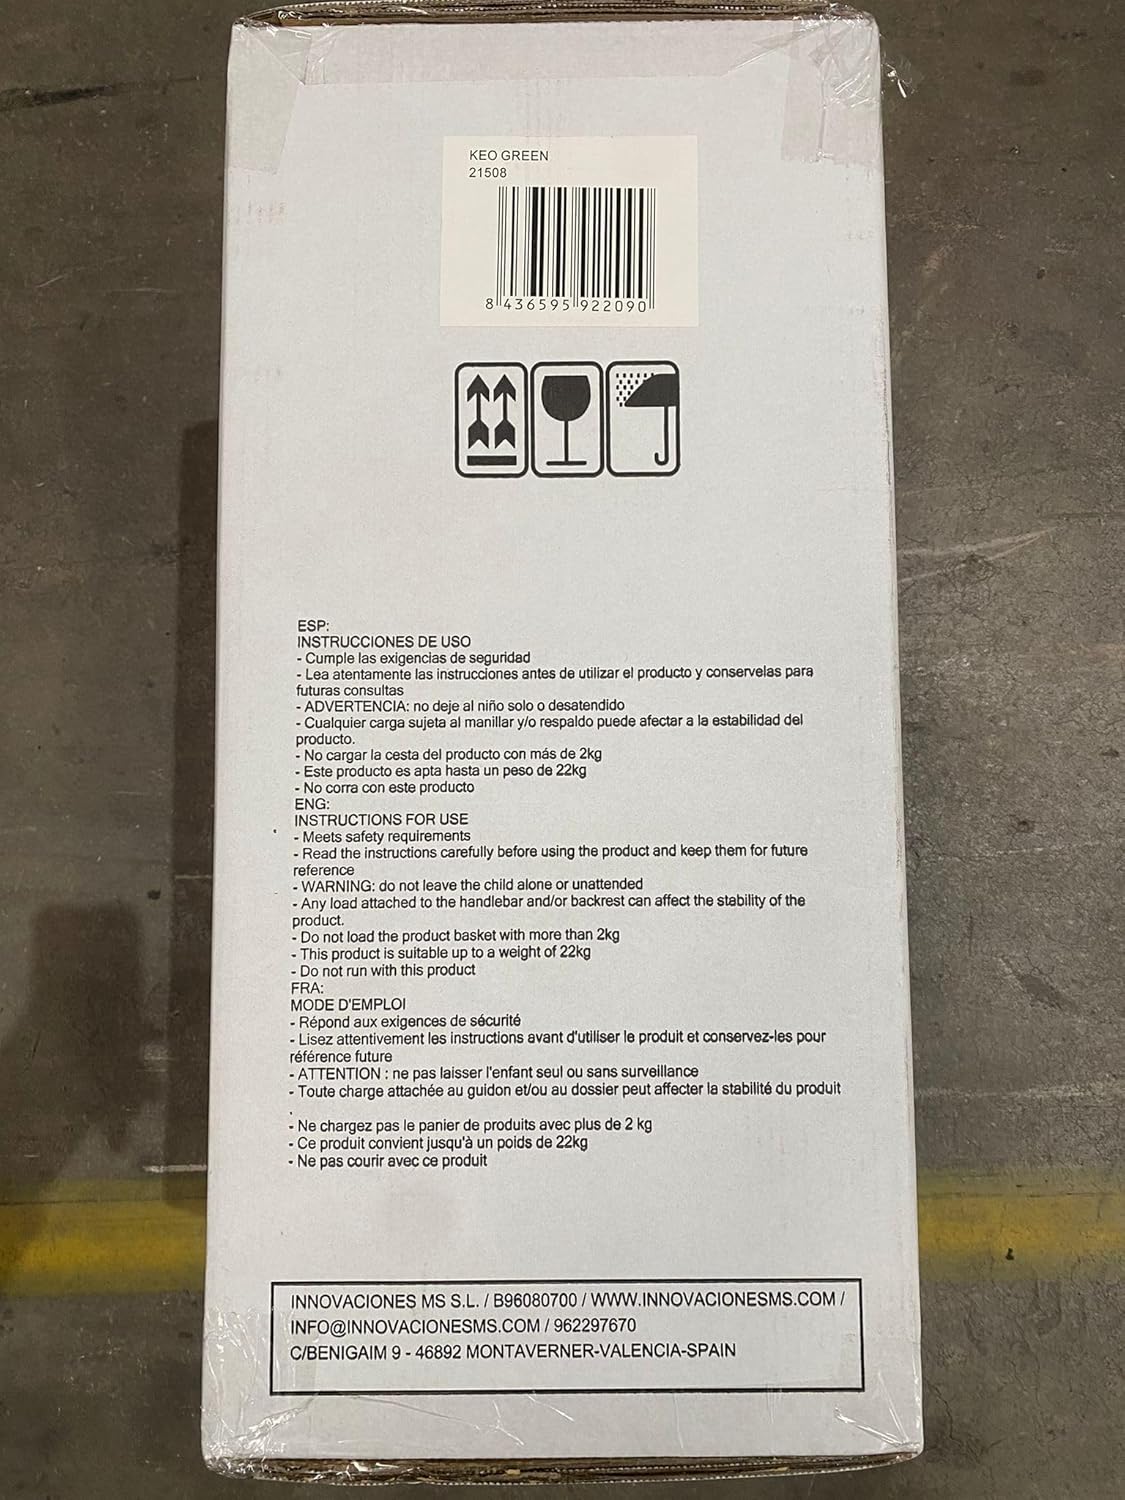 KEO GREEN
21508
8 436595 922090
ESP:
INSTRUCCIONES DE USO
- Cumple las exigencias de seguridad
- Lea atentamente las instrucciones antes de utilizar el producto y conservelas para
futuras consultas
- ADVERTENCIA: no deje al niño solo o desatendido
- Cualquier carga sujeta al manillar y/o respaldo puede afectar a la estabilidad del
producto.
- No cargar la cesta del producto con más de 2kg
- Este producto es apta hasta un peso de 22kg
- No corra con este producto
ENG:
INSTRUCTIONS FOR USE
- Meets safety requirements
- Read the instructions carefully before using the product and keep them for future
reference
- WARNING: do not leave the child alone or unattended
- Any load attached to the handlebar and/or backrest can affect the stability of the
product.
- Do not load the product basket with more than 2kg
- This product is suitable up to a weight of 22kg
- Do not run with this product
FRA:
MODE D'EMPLOI
- Répond aux exigences de sécurité
- Lisez attentivement les instructions avant d'utiliser le produit et conservez-les pour
référence future
- ATTENTION : ne pas laisser l'enfant seul ou sans surveillance
- Toute charge attachée au guidon et/ou au dossier peut affecter la stabilité du produit
.
- Ne chargez pas le panier de produits avec plus de 2 kg
- Ce produit convient jusqu'à un poids de 22kg
- Ne pas courir avec ce produit
INNOVACIONES MS S.L. / B96080700 / WWW.INNOVACIONESMS.COM /
INFO@INNOVACIONESMS.COM / 962297670
C/BENIGAIM 9 - 46892 MONTAVERNER-VALENCIA-SPAIN